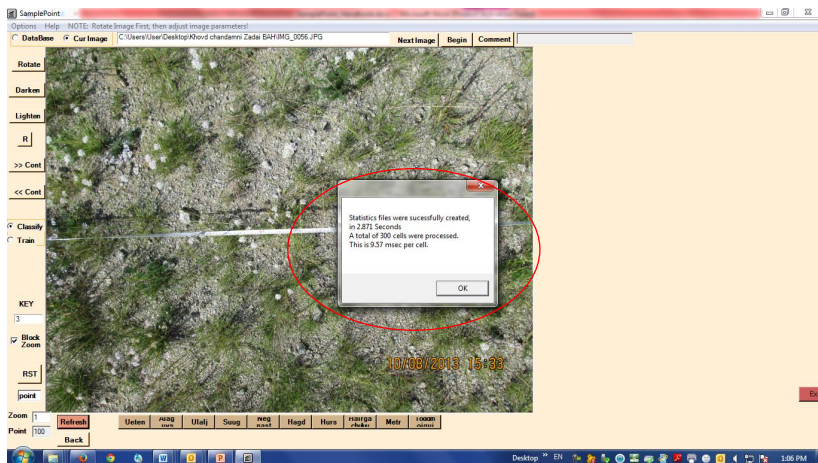 SamplePoint
Options Help NOTE: Rotate Image First, then adjust image parameters!
DataBase Cur Image C:\Users\User\Desktop\Khovd chandamni Zadai BAH\IMG_0056.JPG Next Image Begin Comment
Rotate
Darken
Lighten
R
>> Cont
<< Cont
Classify
Train
Statistics files were sucessfully created,
in 2.871 Seconds
A total of 300 cells were processed.
This is 9.57 msec per cell.
OK
KEY
3
Block
Zoom
10/08/2013 15:33
RST
point
Zoom 1
Refresh Ueten Ulalj Suug Hagd Hurs Metr
Point 100
Back
Desktop » EN 1:06 PM